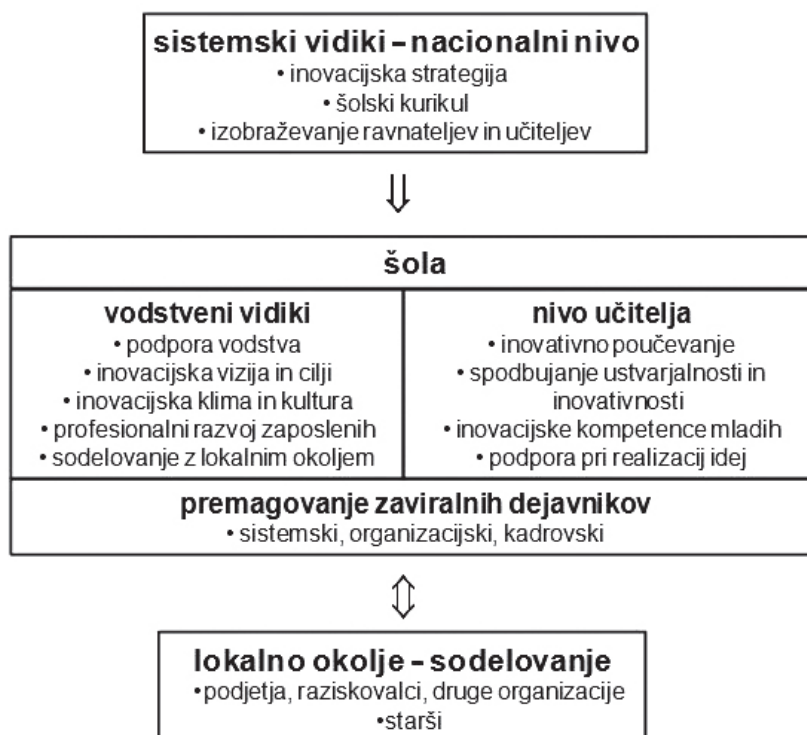 sistemski vidiki – nacionalni nivo
• inovacijska strategija
• šolski kurikul
• izobraževanje ravnateljev in učiteljev
šola
vodstveni vidiki
• podpora vodstva
• inovacijska vizija in cilji
• inovacijska klima in kultura
• profesionalni razvoj zaposlenih
• sodelovanje z lokalnim okoljem
nivo učitelja
• inovativno poučevanje
• spodbujanje ustvarjalnosti in
inovativnosti
• inovacijske kompetence mladih
• podpora pri realizacij idej
premagovanje zaviralnih dejavnikov
• sistemski, organizacijski, kadrovski
lokalno okolje – sodelovanje
•podjetja, raziskovalci, druge organizacije
•starši